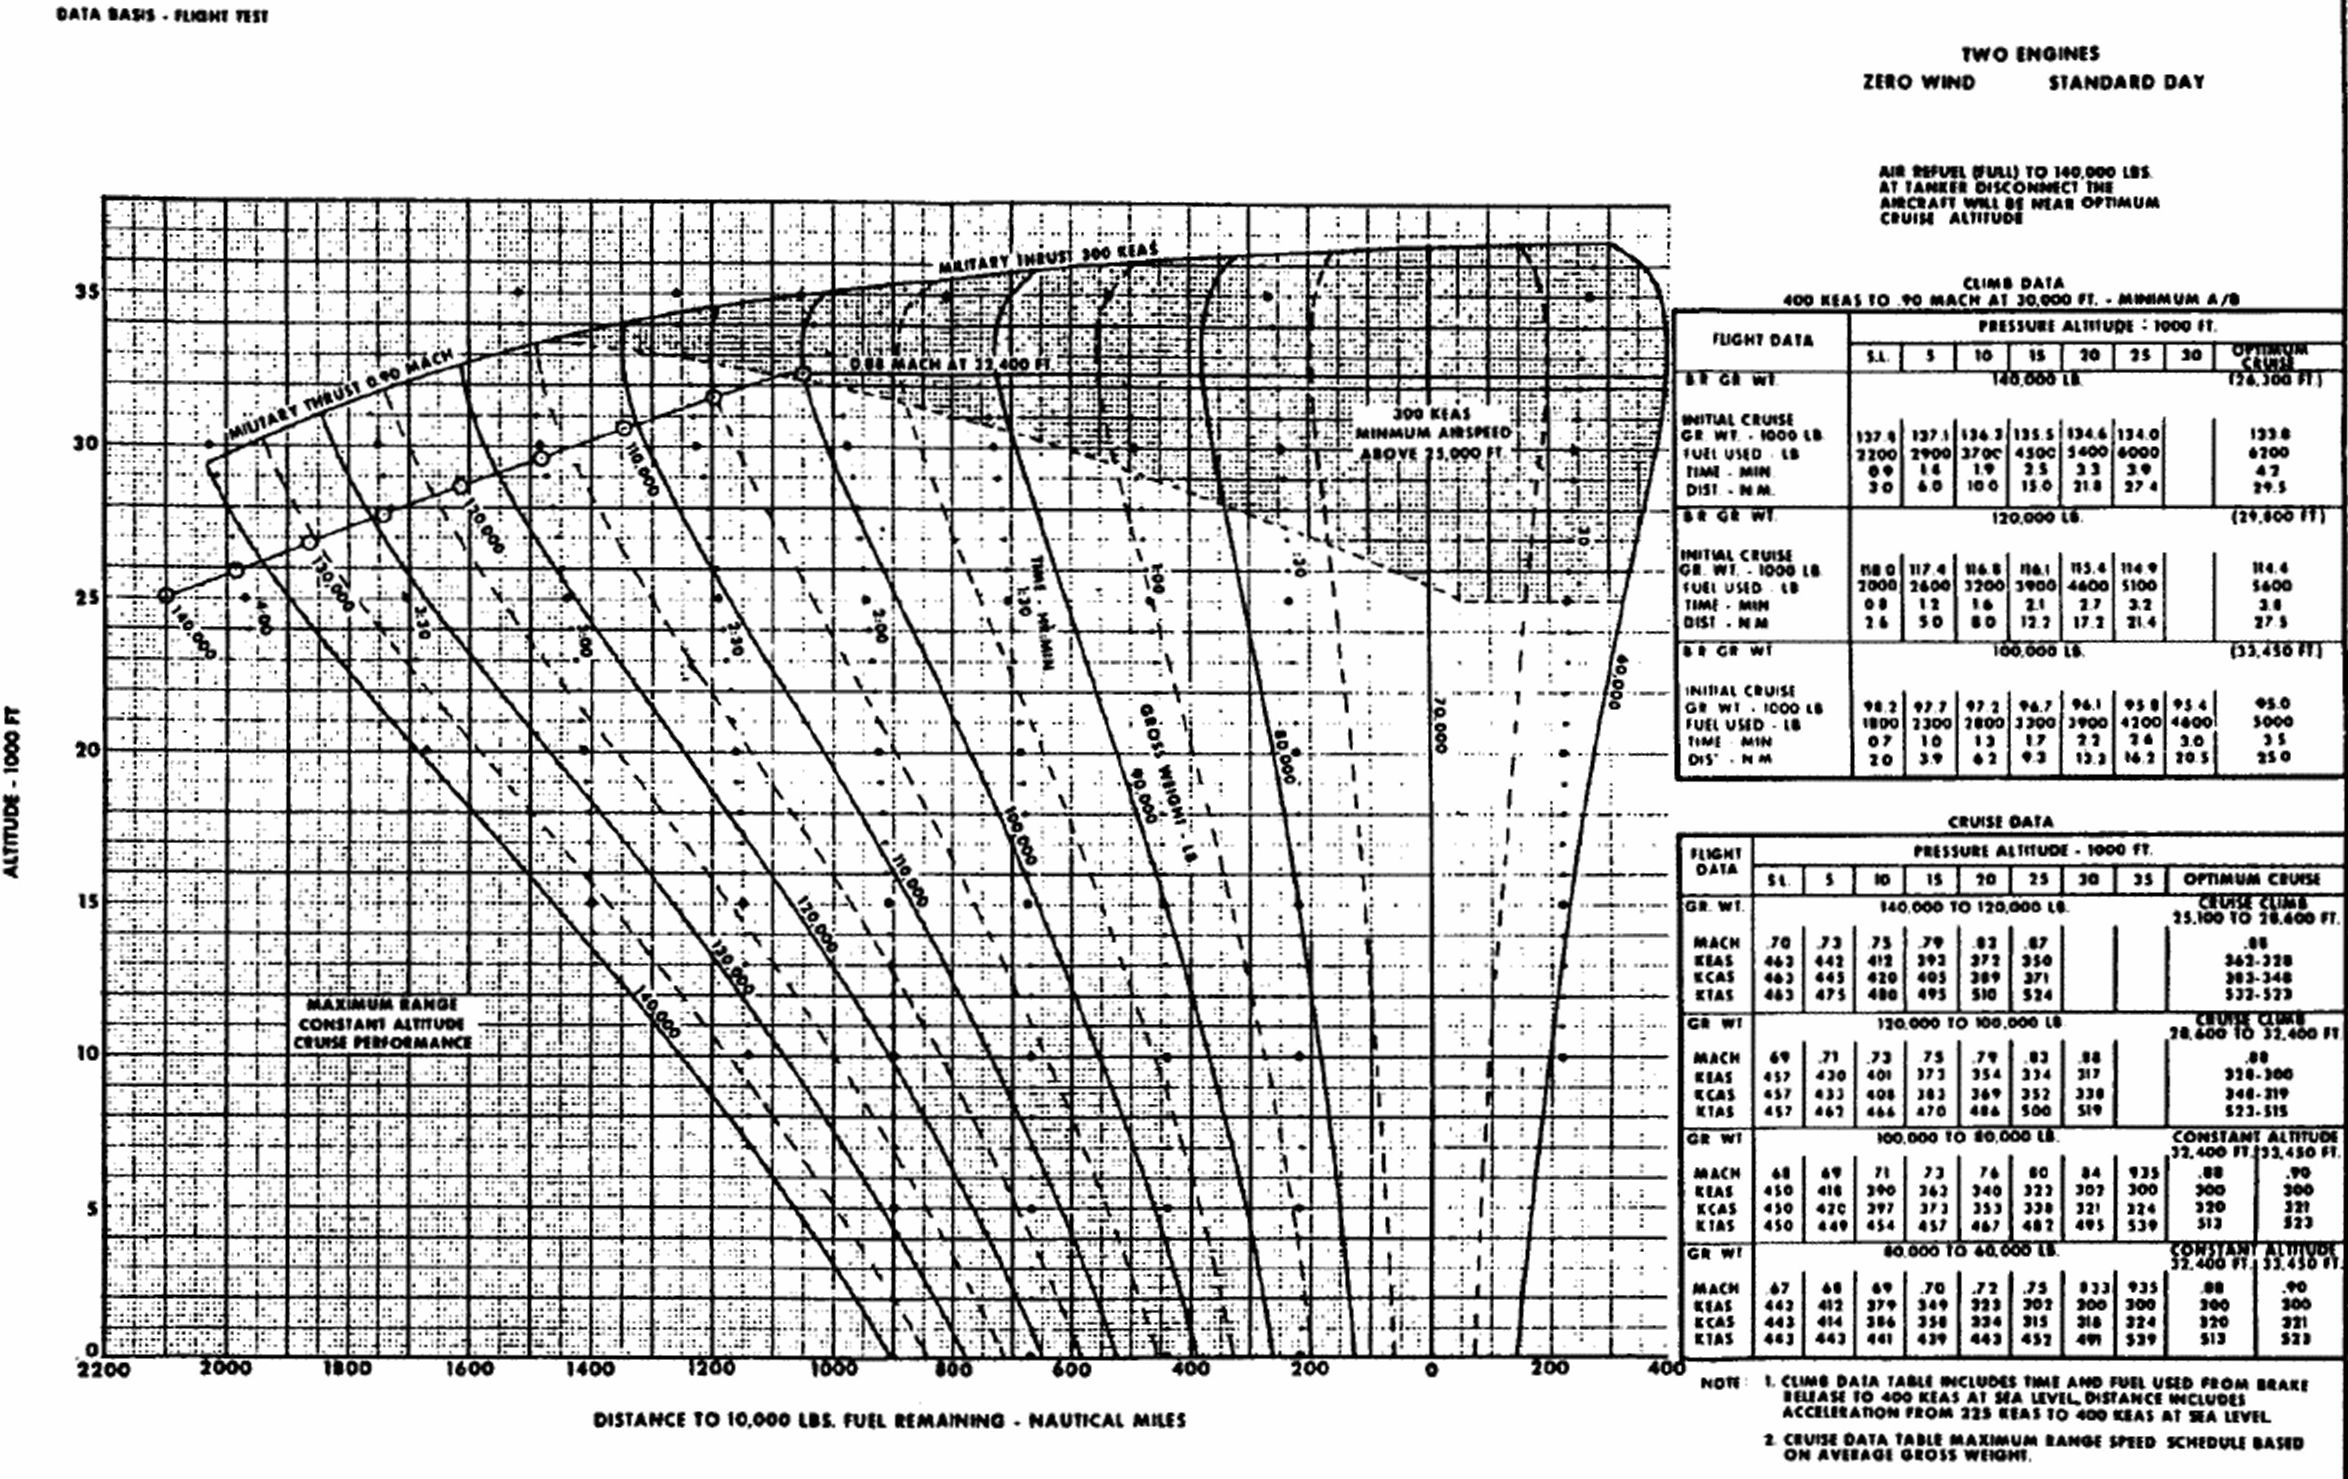 DATA BASIS - FLIGHT TEST
TWO ENGINES
ZERO WIND STANDARD DAY
AIR REFUEL (FULL) TO 140,000 LBS.
AT TANKER DISCONNECT THE
AIRCRAFT WILL BE NEAR OPTIMUM
CRUISE ALTITUDE
MILITARY THRUST 300 KEAS
MILITARY THRUST 0.90 MACH
0.88 MACH AT 32,400 FT.
300 KEAS
MINMUM AIRSPEED
ABOVE 25,000 FT.
35
30
25
20
15
10
5
0
ALTITUDE - 1000 FT
140,000
130,000
120,000
110,000
4:00
3:30
3:00
2:30
2:00
TIME - HR:MIN
1:30
1:00
:30
:30
GROSS WEIGHT - LB.
140,000
130,000
120,000
110,000
100,000
90,000
80,000
70,000
60,000
MAXIMUM RANGE
CONSTANT ALTITUDE
CRUISE PERFORMANCE
2200 2000 1800 1600 1400 1200 1000 800 600 400 200 0 200 400
DISTANCE TO 10,000 LBS. FUEL REMAINING - NAUTICAL MILES
CLIMB DATA
400 KEAS TO .90 MACH AT 30,000 FT. - MINIMUM A/B
FLIGHT DATA
PRESSURE ALTITUDE - 1000 FT.
S.L. 5 10 15 20 25 30 OPTIMUM CRUISE
BR GR WT. 140,000 LB. (26,300 FT.)
INITIAL CRUISE
GR. WT. - 1000 LB. 137.8 137.1 136.3 135.5 134.6 134.0 133.8
FUEL USED - LB 2200 2900 3700 4500 5400 6000 6200
TIME - MIN 0.9 1.4 1.9 2.5 3.3 3.9 4.2
DIST. - N.M. 3.0 6.0 10.0 15.0 21.8 27.4 29.5
BR GR WT. 120,000 LB. (29,800 FT)
INITIAL CRUISE
GR. WT. - 1000 LB. 118.0 117.4 116.8 116.1 115.4 114.9 114.4
FUEL USED - LB 2000 2600 3200 3900 4600 5100 5600
TIME - MIN 0.8 1.2 1.6 2.1 2.7 3.2 3.8
DIST - N M 2.6 5.0 8.0 12.2 17.2 21.4 27.5
BR GR WT 100,000 LB. (33,450 FT.)
INITIAL CRUISE
GR WT - 1000 LB 98.2 97.7 97.2 96.7 96.1 95.8 95.4 95.0
FUEL USED - LB 1800 2300 2800 3300 3900 4200 4600 5000
TIME - MIN 0.7 1.0 1.3 1.7 2.2 2.6 3.0 3.5
DIS' - N M 2.0 3.9 6.2 9.3 13.3 16.2 20.5 25.0
CRUISE DATA
FLIGHT
DATA
PRESSURE ALTITUDE - 1000 FT.
S.L. 5 10 15 20 25 30 35 OPTIMUM CRUISE
GR. WT. 140,000 TO 120,000 LB. CRUISE CLIMB
25,100 TO 28,600 FT.
MACH .70 .73 .75 .79 .83 .87 .88
KEAS 463 442 412 393 372 350 362-328
KCAS 463 445 420 405 389 371 383-348
KTAS 463 475 480 495 510 524 532-523
GR WT 120,000 TO 100,000 LB CRUISE CLIMB
28,600 TO 32,400 FT.
MACH 69 .71 .73 75 .79 .83 .88 .88
KEAS 457 430 401 373 354 334 317 328-300
KCAS 457 433 408 383 369 352 338 348-319
KTAS 457 462 466 470 486 500 519 523-515
GR WT 100,000 TO 80,000 LB. CONSTANT ALTITUDE
32,400 FT. 33,450 FT.
MACH 68 69 71 73 76 80 84 935 .88 .90
KEAS 450 418 390 363 340 322 302 300 300 300
KCAS 450 420 397 373 353 338 321 324 320 321
KTAS 450 449 454 457 467 482 495 539 513 523
GR WT 80,000 TO 60,000 LB. CONSTANT ALTITUDE
32,400 FT. 33,450 FT.
MACH .67 68 69 .70 .72 .75 833 935 .88 .90
KEAS 443 412 379 349 323 302 300 300 300 300
KCAS 443 414 386 358 334 315 318 324 320 321
KTAS 443 443 441 439 443 452 491 539 513 523
NOTE: 1. CLIMB DATA TABLE INCLUDES TIME AND FUEL USED FROM BRAKE
RELEASE TO 400 KEAS AT SEA LEVEL, DISTANCE INCLUDES
ACCELERATION FROM 225 KEAS TO 400 KEAS AT SEA LEVEL
2. CRUISE DATA TABLE MAXIMUM RANGE SPEED SCHEDULE BASED
ON AVERAGE GROSS WEIGHT.